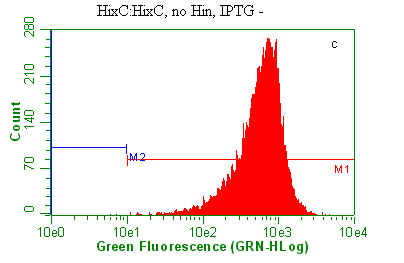 HixC:HixC, no Hin, IPTG -
280
C
210
140
M2
70
M1
0
Count
10e0 10e1 10e2 10e3 10e4
Green Fluorescence (GRN-HLog)